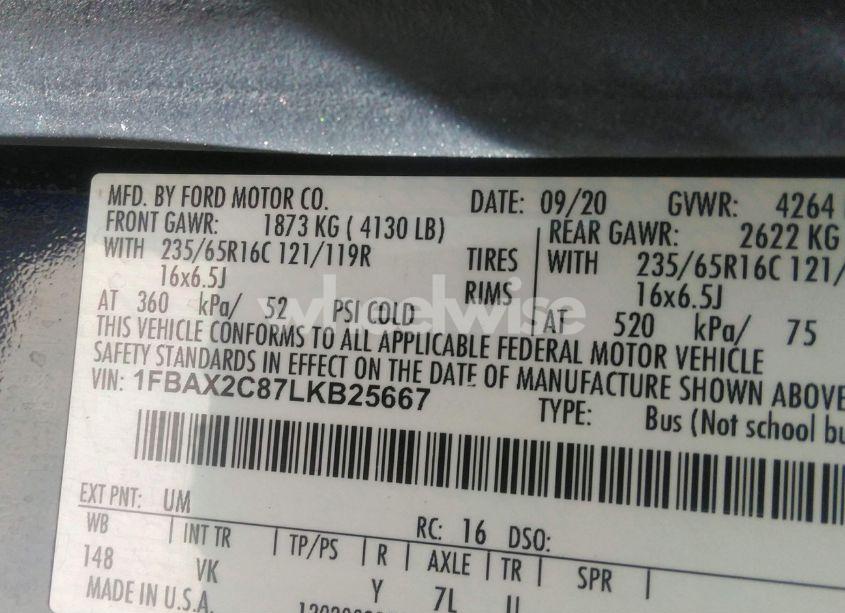 MFD. BY FORD MOTOR CO. DATE: 09/20 GVWR: 4264
FRONT GAWR: 1873 KG ( 4130 LB) REAR GAWR: 2622 KG
WITH 235/65R16C 121/119R TIRES WITH 235/65R16C 121/
16x6.5J RIMS 16x6.5J
AT 360 kPa/ 52 PSI COLD AT 520 kPa/ 75
wheelwise
THIS VEHICLE CONFORMS TO ALL APPLICABLE FEDERAL MOTOR VEHICLE
SAFETY STANDARDS IN EFFECT ON THE DATE OF MANUFACTURE SHOWN ABOVE
VIN: 1FBAX2C87LKB25667 TYPE: Bus (Not school bu
EXT PNT: UM RC: 16 DSO:
WB INT TR TP/PS R AXLE TR SPR
148 VK Y 7L
MADE IN U.S.A.